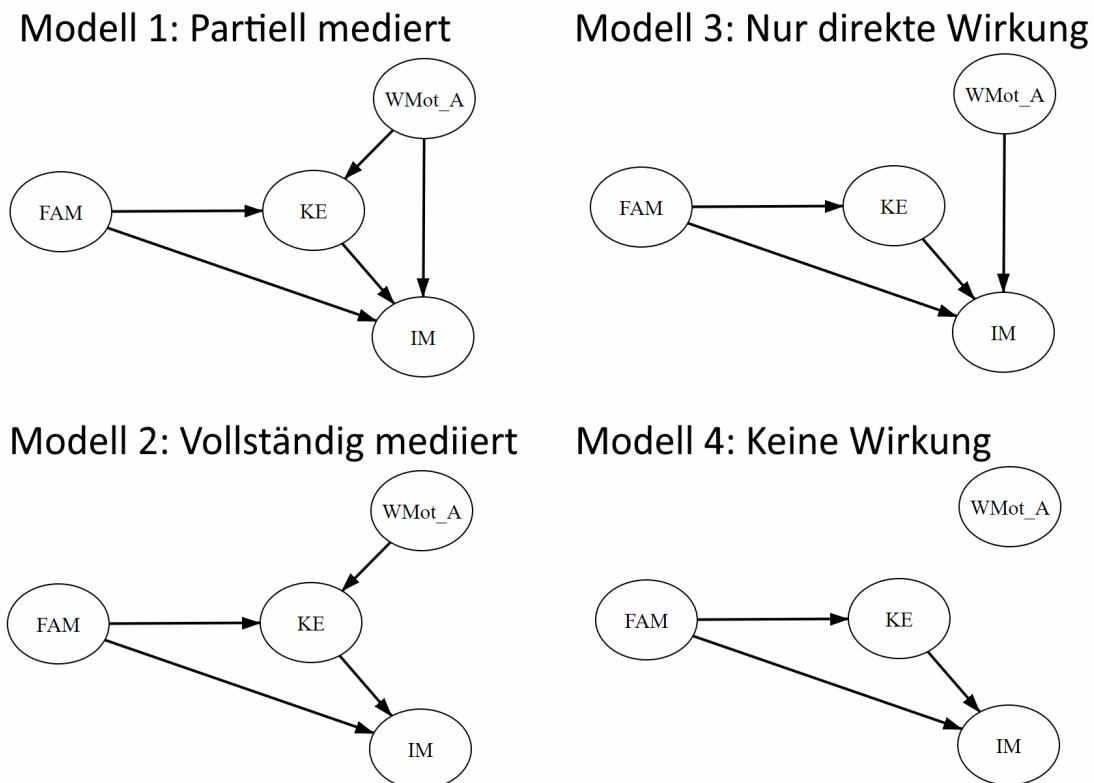 Modell 1: Partiell mediert
WMot_A
FAM
KE
IM
Modell 3: Nur direkte Wirkung
WMot_A
FAM
KE
IM
Modell 2: Vollständig mediiert
WMot_A
FAM
KE
IM
Modell 4: Keine Wirkung
WMot_A
FAM
KE
IM